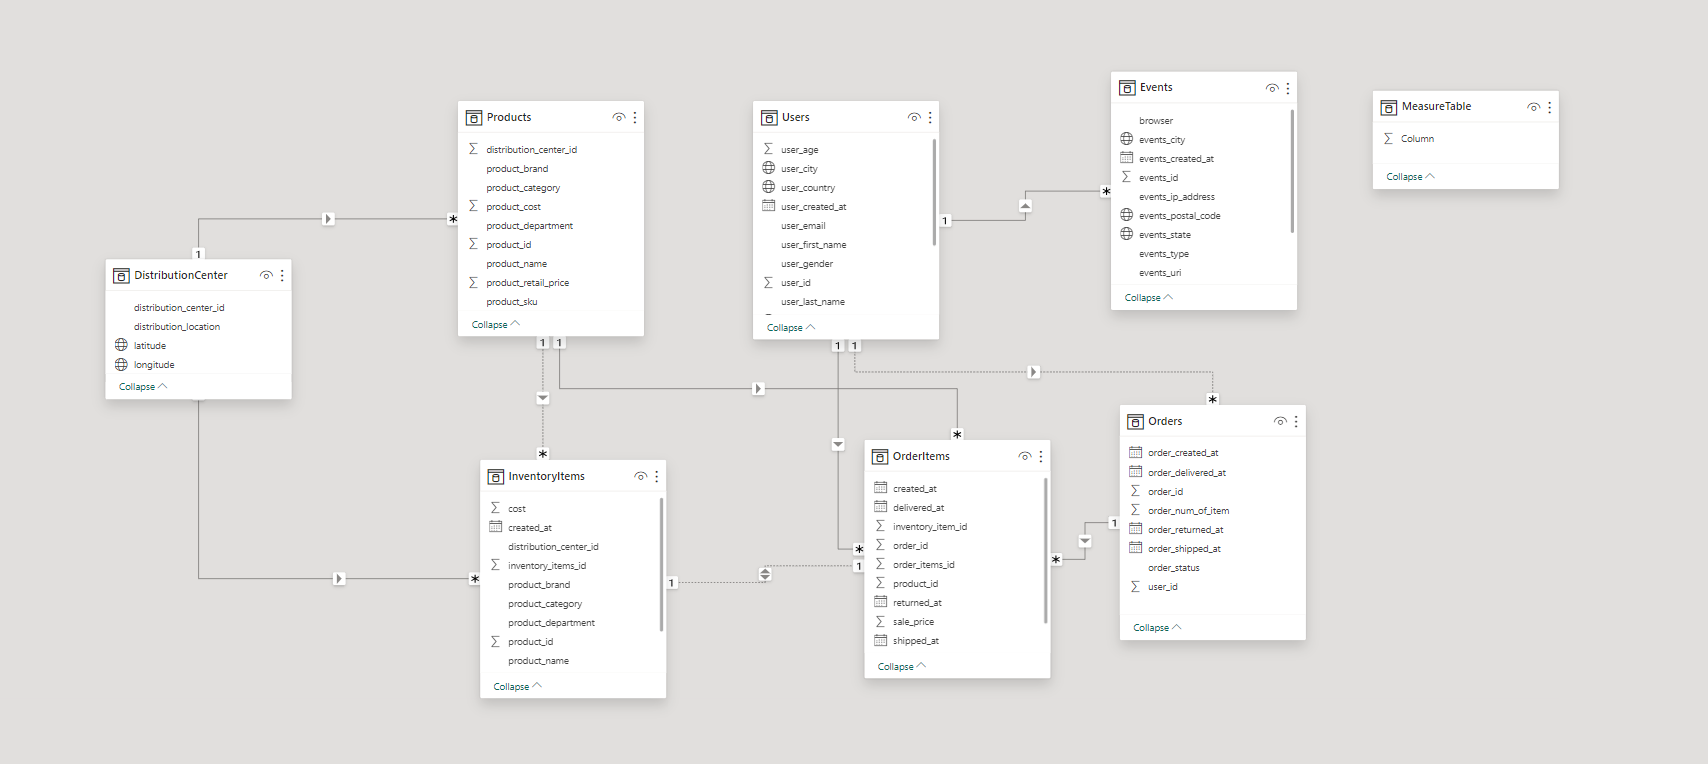 Products
distribution_center_id
product_brand
product_category
product_cost
product_department
product_id
product_name
product_retail_price
product_sku
Collapse
Users
user_age
user_city
user_country
user_created_at
user_email
user_first_name
user_gender
user_id
user_last_name
Collapse
Events
browser
events_city
events_created_at
events_id
events_ip_address
events_postal_code
events_state
events_type
events_uri
Collapse
MeasureTable
Column
Collapse
DistributionCenter
distribution_center_id
distribution_location
latitude
longitude
Collapse
InventoryItems
cost
created_at
distribution_center_id
inventory_items_id
product_brand
product_category
product_department
product_id
product_name
Collapse
OrderItems
created_at
delivered_at
inventory_item_id
order_id
order_items_id
product_id
returned_at
sale_price
shipped_at
Collapse
Orders
order_created_at
order_delivered_at
order_id
order_num_of_item
order_returned_at
order_shipped_at
order_status
user_id
Collapse
1
*
1
*
1
1
1
1
*
*
*
*
1
1
*
*
1